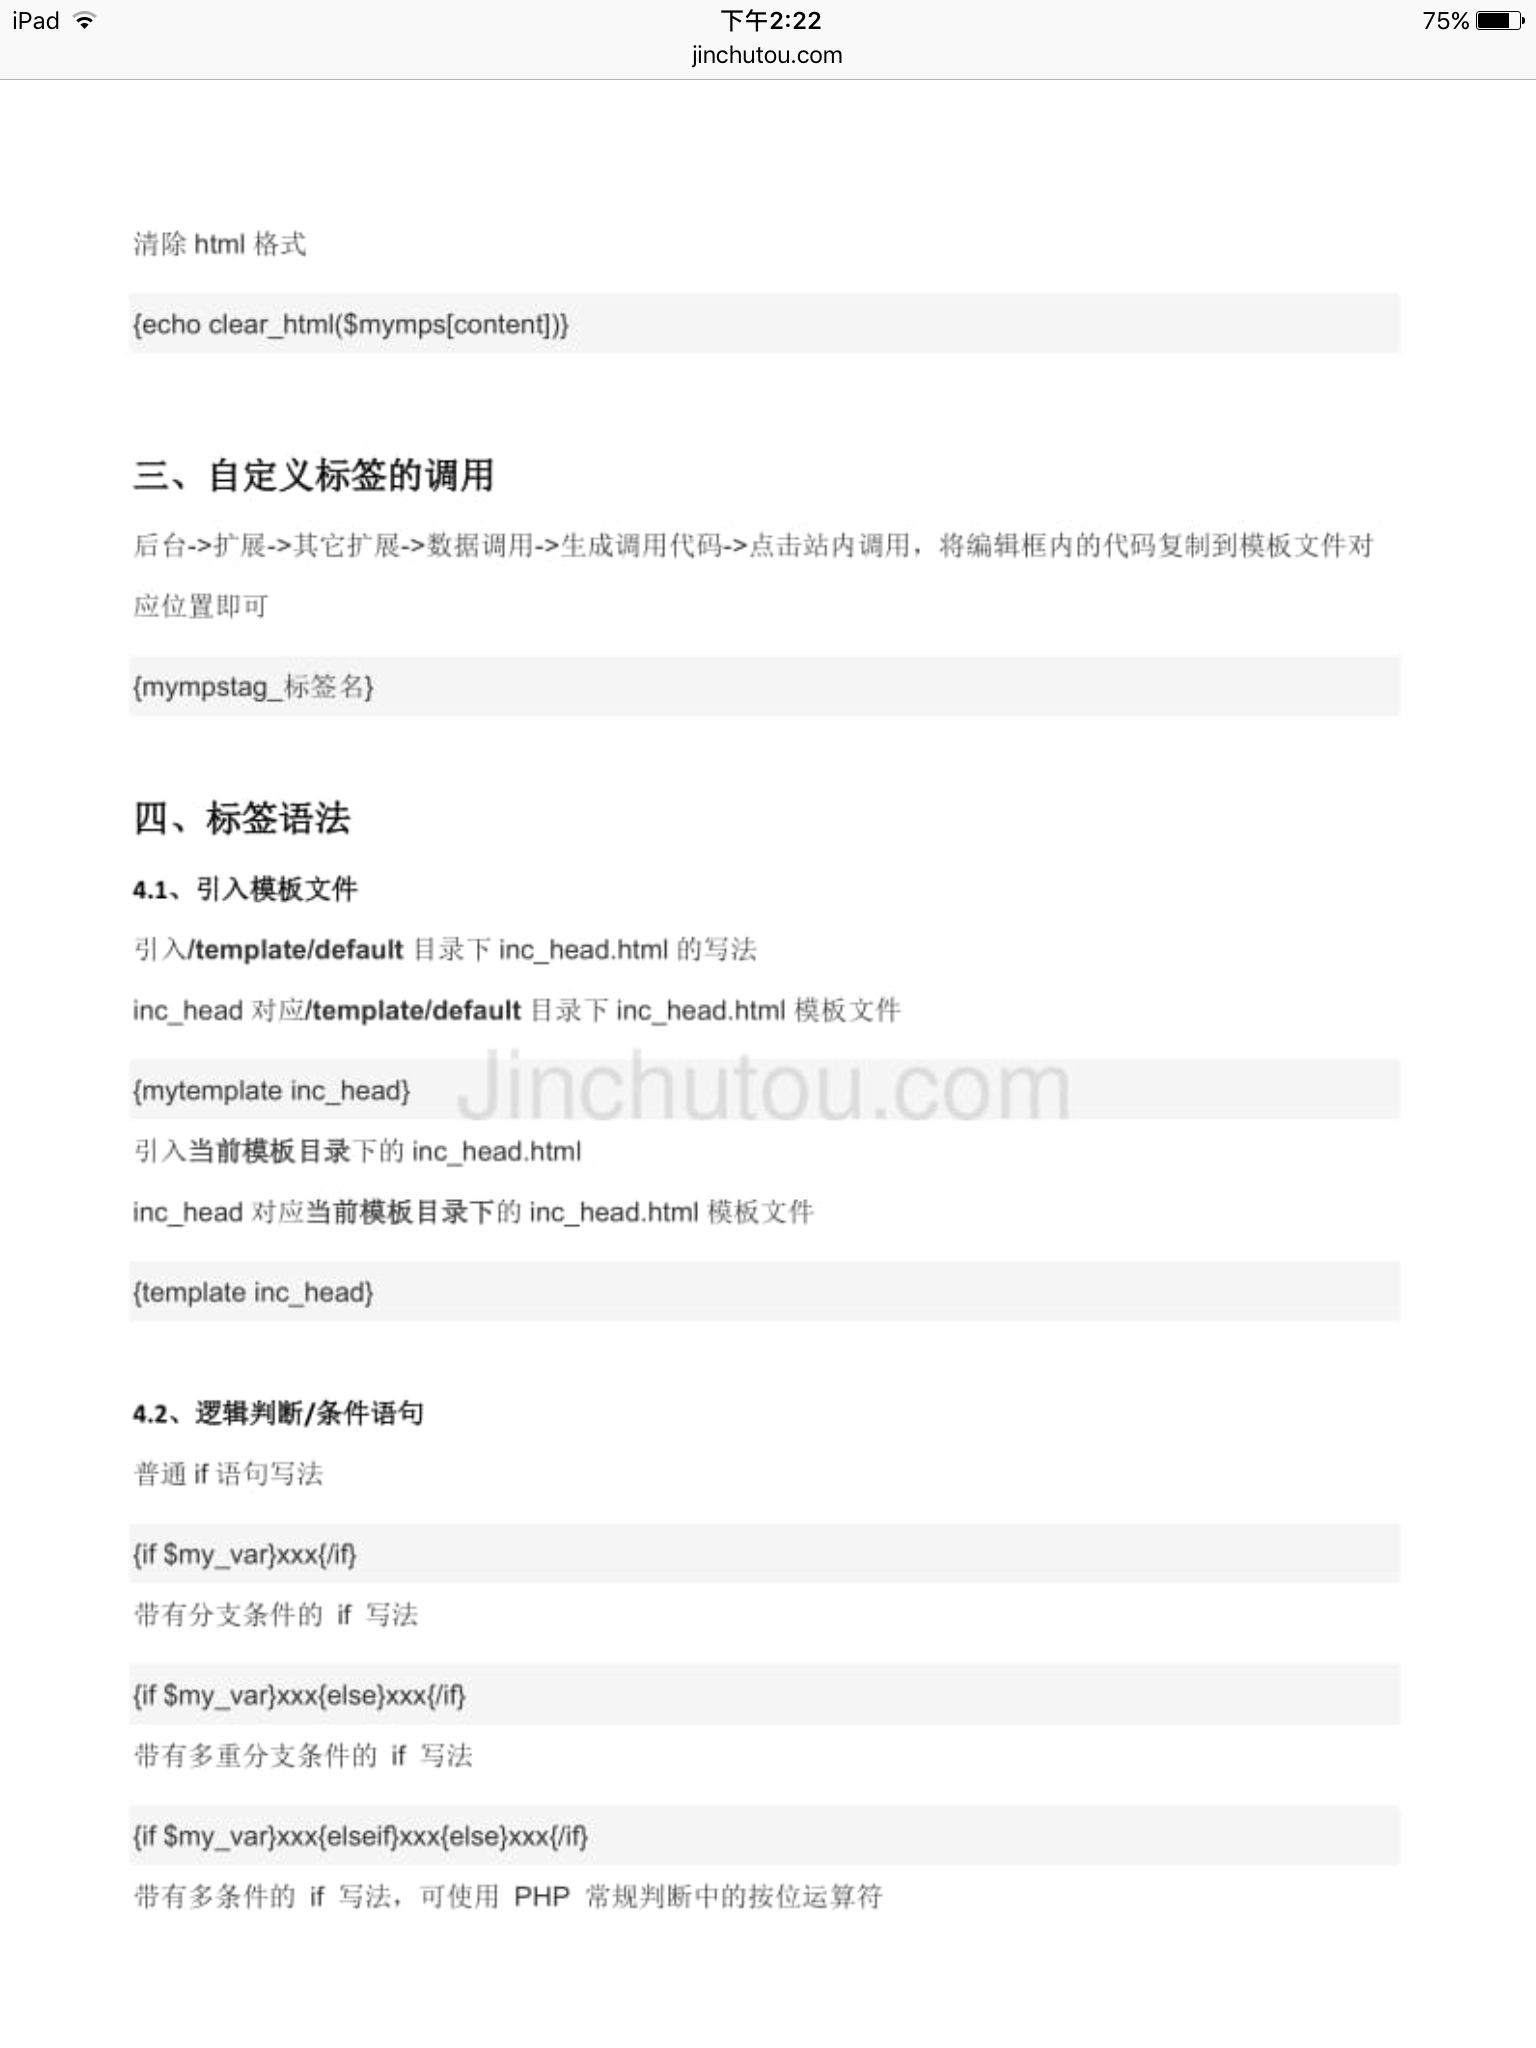 iPad
下午2:22
75%
jinchutou.com
清除 html 格式
{echo clear_html($mymps[content])}
三、自定义标签的调用
后台->扩展->其它扩展->数据调用->生成调用代码->点击站内调用，将编辑框内的代码复制到模板文件对
应位置即可
{mympstag_标签名}
四、标签语法
4.1、引入模板文件
引入/template/default 目录下 inc_head.html 的写法
inc_head 对应/template/default 目录下 inc_head.html 模板文件
{mytemplate inc_head}
Jinchutou.com
引入当前模板目录下的 inc_head.html
inc_head 对应当前模板目录下的 inc_head.html 模板文件
{template inc_head}
4.2、逻辑判断/条件语句
普通 if 语句写法
{if $my_var}xxx{/if}
带有分支条件的 if 写法
{if $my_var}xxx{else}xxx{/if}
带有多重分支条件的 if 写法
{if $my_var}xxx{elseif}xxx{else}xxx{/if}
带有多条件的 if 写法，可使用 PHP 常规判断中的按位运算符